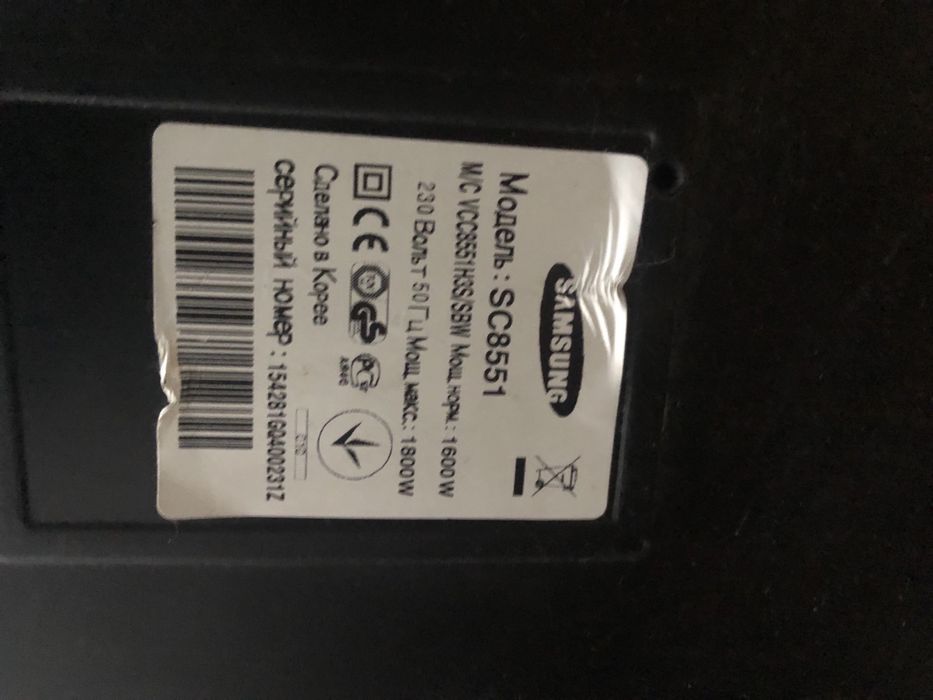 SAMSUNG
Модель: SC8551
M/C VCC8551H3S/SBW Мощ. норм.: 1600W
230 Вольт 50 Гц Мощ. макс.: 1800W
Сделано в Корее
серийный номер: 154281G0400231Z